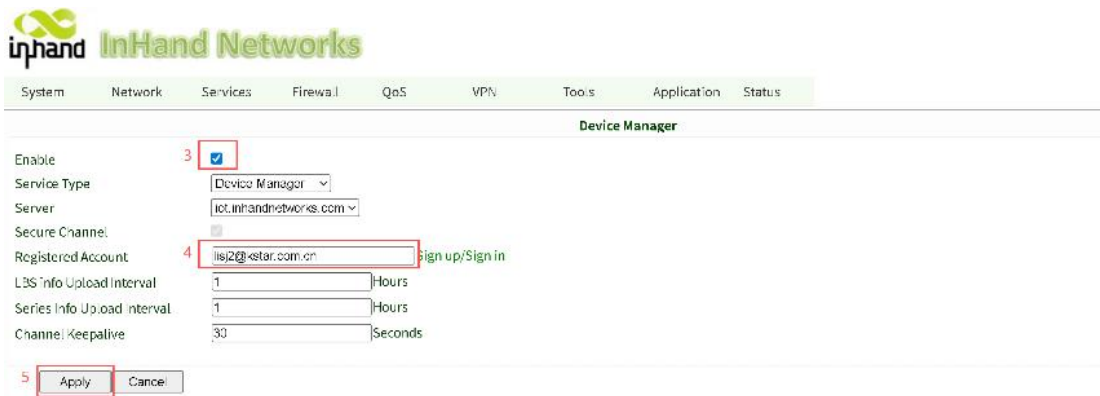 inhand InHand Networks
System Network Services Firewall QoS VPN Tools Application Status
Device Manager
Enable 3
Service Type Device Manager
Server iot.inhandnetworks.com
Secure Channel
Registered Account 4 lisj2@kstar.com.cn Sign up/Sign in
LBS Info Upload Interval 1 Hours
Series Info Upload Interval 1 Hours
Channel Keepalive 30 Seconds
5 Apply Cancel